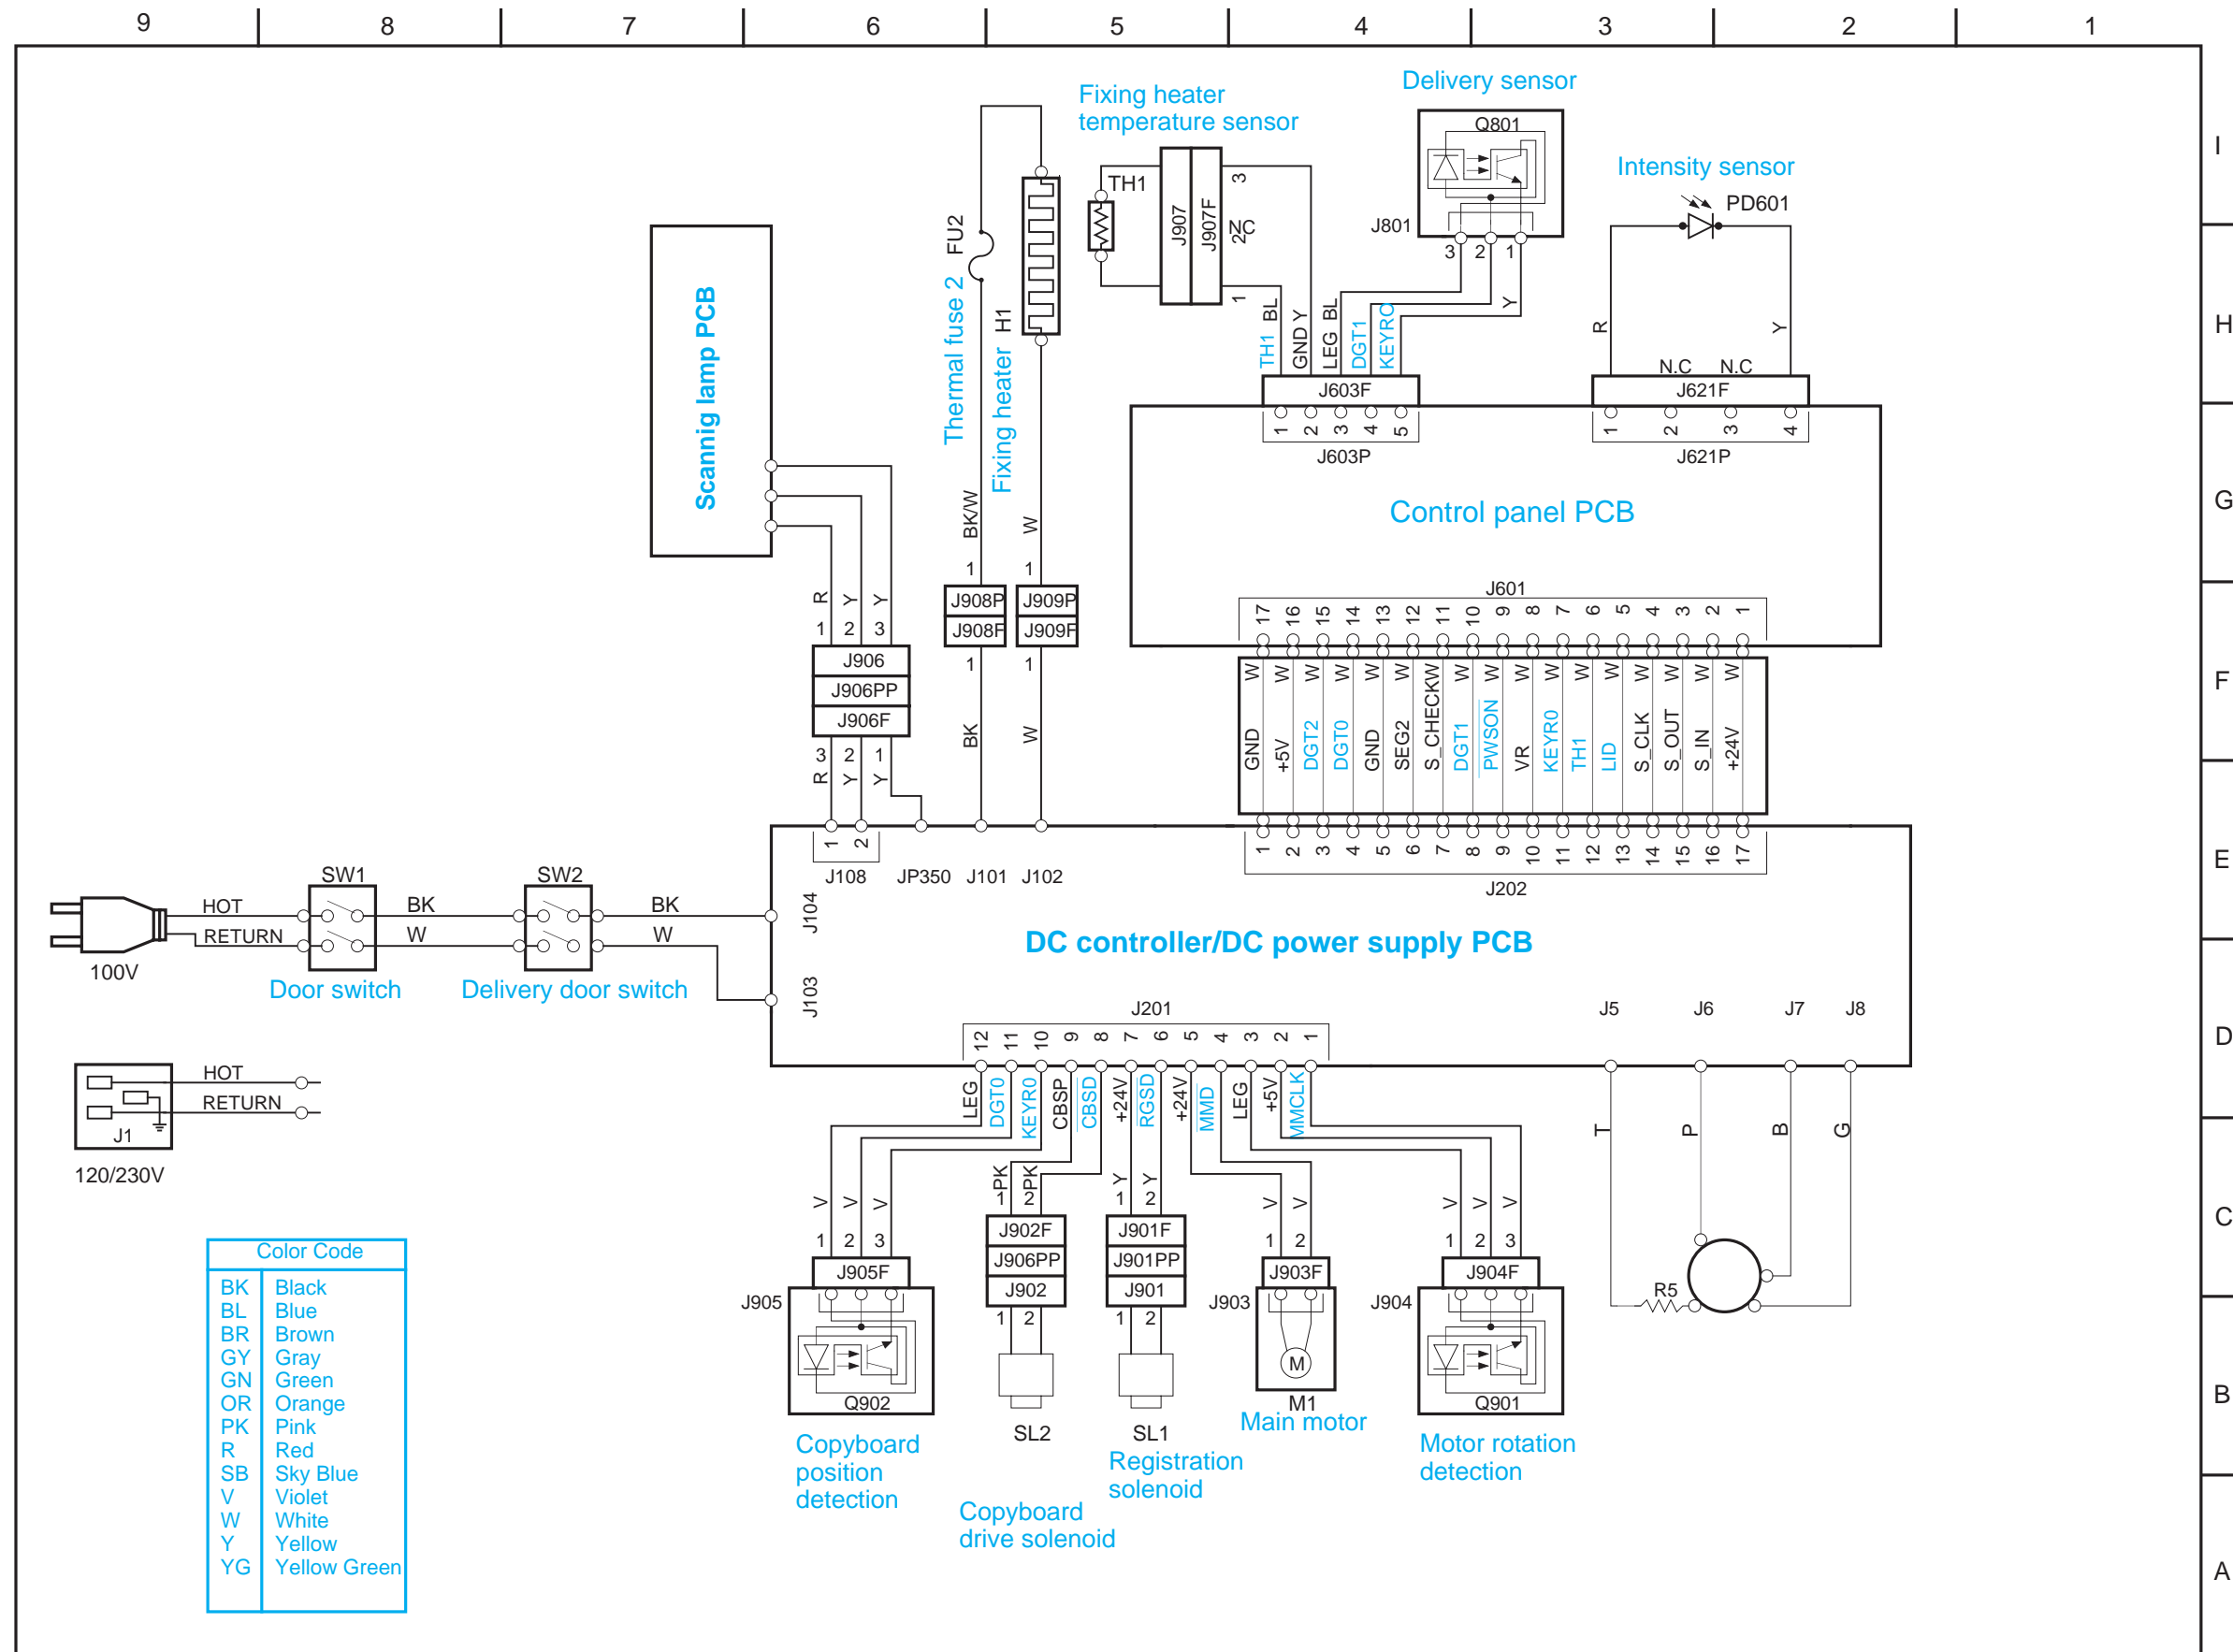 9 8 7 6 5 4 3 2 1
I
H
G
F
E
D
C
B
A
Delivery sensor
Q801
J801
3 2 1
Fixing heater
temperature sensor
TH1
J907
J907F
3
NC
2
1
Intensity sensor
PD601
R
Y
N.C N.C
J621F
1 2 3 4
J621P
BL
Y
BL
Y
TH1
GND
LEG
DGT1
KEYRO
J603F
1 2 3 4 5
J603P
Control panel PCB
Scannig lamp PCB
FU2
Thermal fuse 2
H1
Fixing heater
BK/W
W
1 1
J908P
J908F
J909P
J909F
1 1
BK
W
R Y Y
1 2 3
J906
J906PP
J906F
3 2 1
R Y Y
J601
17 16 15 14 13 12 11 10 9 8 7 6 5 4 3 2 1
W W W W W W W W W W W W W W W W W
GND
+5V
DGT2
DGT0
GND
SEG2
S_CHECK
DGT1
PWSON
VR
KEYR0
TH1
LID
S_CLK
S_OUT
S_IN
+24V
1 2 3 4 5 6 7 8 9 10 11 12 13 14 15 16 17
J202
1 2
J108
JP350
J101
J102
J104
J103
DC controller/DC power supply PCB
SW1
SW2
HOT
RETURN
BK
W
BK
W
100V
Door switch
Delivery door switch
HOT
RETURN
J1
120/230V
J201
12 11 10 9 8 7 6 5 4 3 2 1
LEG
DGT0
KEYR0
CBSP
CBSD
+24V
RGSD
+24V
MMD
LEG
+5V
MMCLK
J5
J6
J7
J8
T
P
B
G
R5
V V V
1 2 3
J905F
J905
Q902
Copyboard
position
detection
PK PK
1 2
J902F
J906PP
J902
1 2
SL2
Copyboard
drive solenoid
Y Y
1 2
J901F
J901PP
J901
1 2
SL1
Registration
solenoid
V V
1 2
J903F
J903
M
M1
Main motor
V V V
1 2 3
J904F
J904
Q901
Motor rotation
detection
Color Code
BK Black
BL Blue
BR Brown
GY Gray
GN Green
OR Orange
PK Pink
R Red
SB Sky Blue
V Violet
W White
Y Yellow
YG Yellow Green